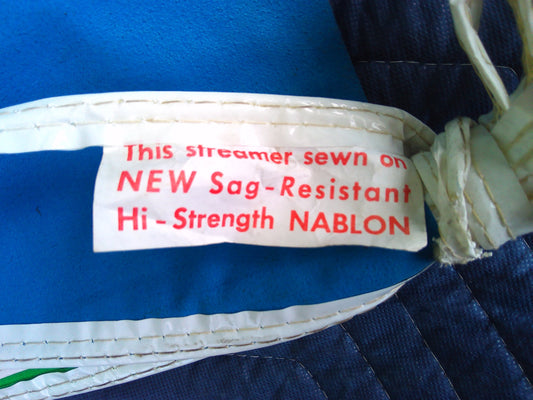 This streamer sewn on
NEW Sag-Resistant
Hi-Strength NABLON